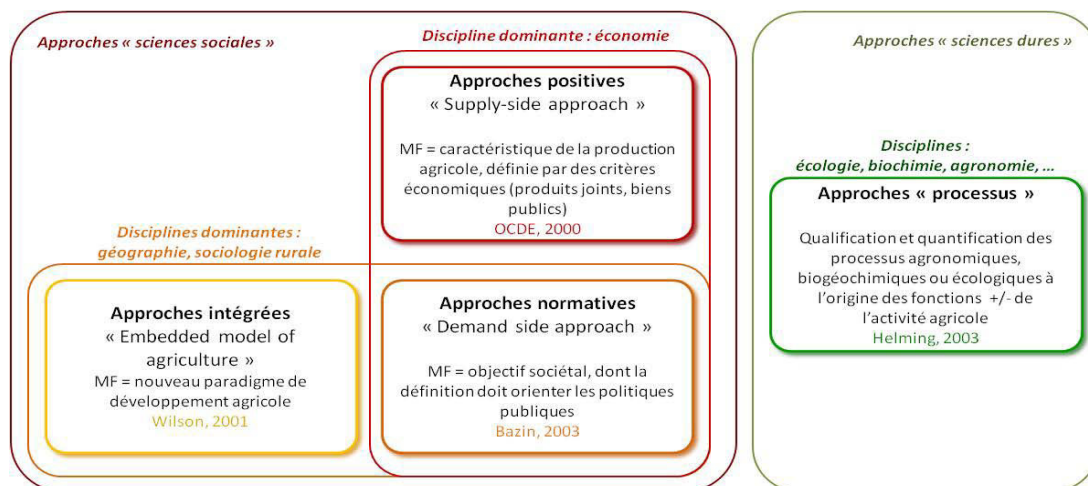 Approches « sciences sociales »
Discipline dominante : économie
Approches positives
« Supply-side approach »
MF = caractéristique de la production
agricole, définie par des critères
économiques (produits joints, biens
publics)
OCDE, 2000
Disciplines dominantes :
géographie, sociologie rurale
Approches intégrées
« Embedded model of
agriculture »
MF = nouveau paradigme de
développement agricole
Wilson, 2001
Approches normatives
« Demand side approach »
MF = objectif sociétal, dont la
définition doit orienter les politiques
publiques
Bazin, 2003
Approches « sciences dures »
Disciplines :
écologie, biochimie, agronomie, ...
Approches « processus »
Qualification et quantification des
processus agronomiques,
biogéochimiques ou écologiques à
l'origine des fonctions +/- de
l'activité agricole
Helming, 2003